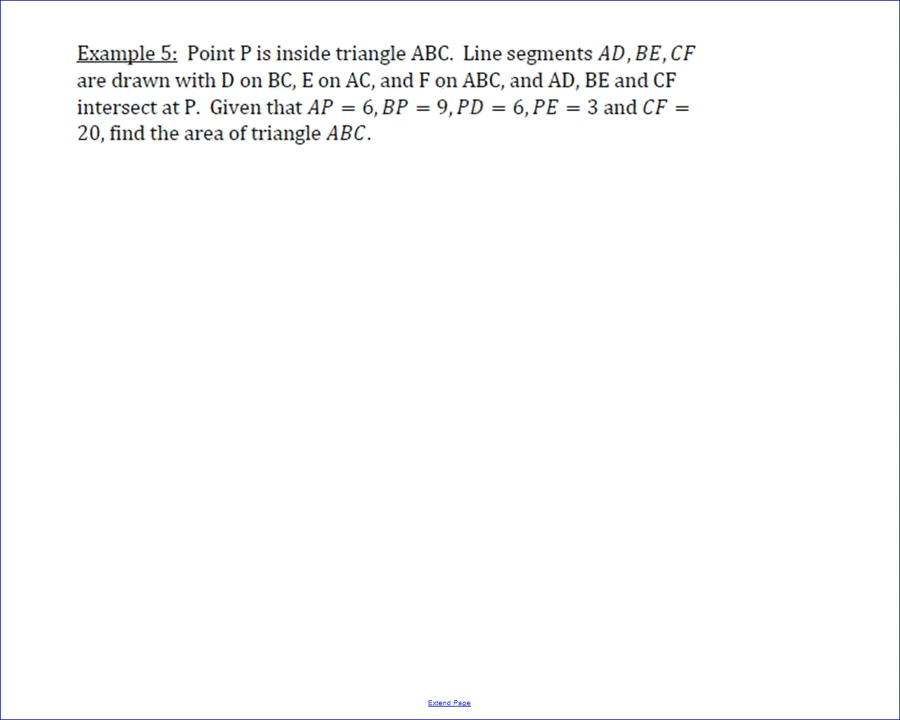 Example 5:  Point P is inside triangle ABC.  Line segments AD, BE, CF
are drawn with D on BC, E on AC, and F on ABC, and AD, BE and CF
intersect at P.  Given that AP = 6, BP = 9, PD = 6, PE = 3 and CF =
20, find the area of triangle ABC.
Extend Page